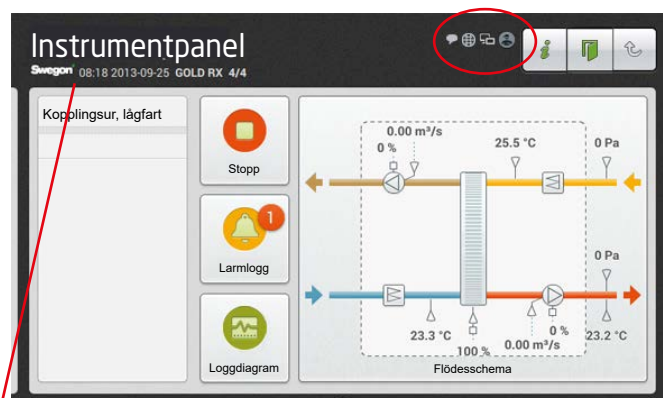 Instrumentpanel
Swegon 08:18 2013-09-25 GOLD RX 4/4
Kopplingsur, lågfart
Stopp
1
Larmlogg
Loggdiagram
0.00 m³/s
0 %
25.5 °C
0 Pa
0 Pa
23.3 °C
100 %
0.00 m³/s
0 %
23.2 °C
Flödesschema